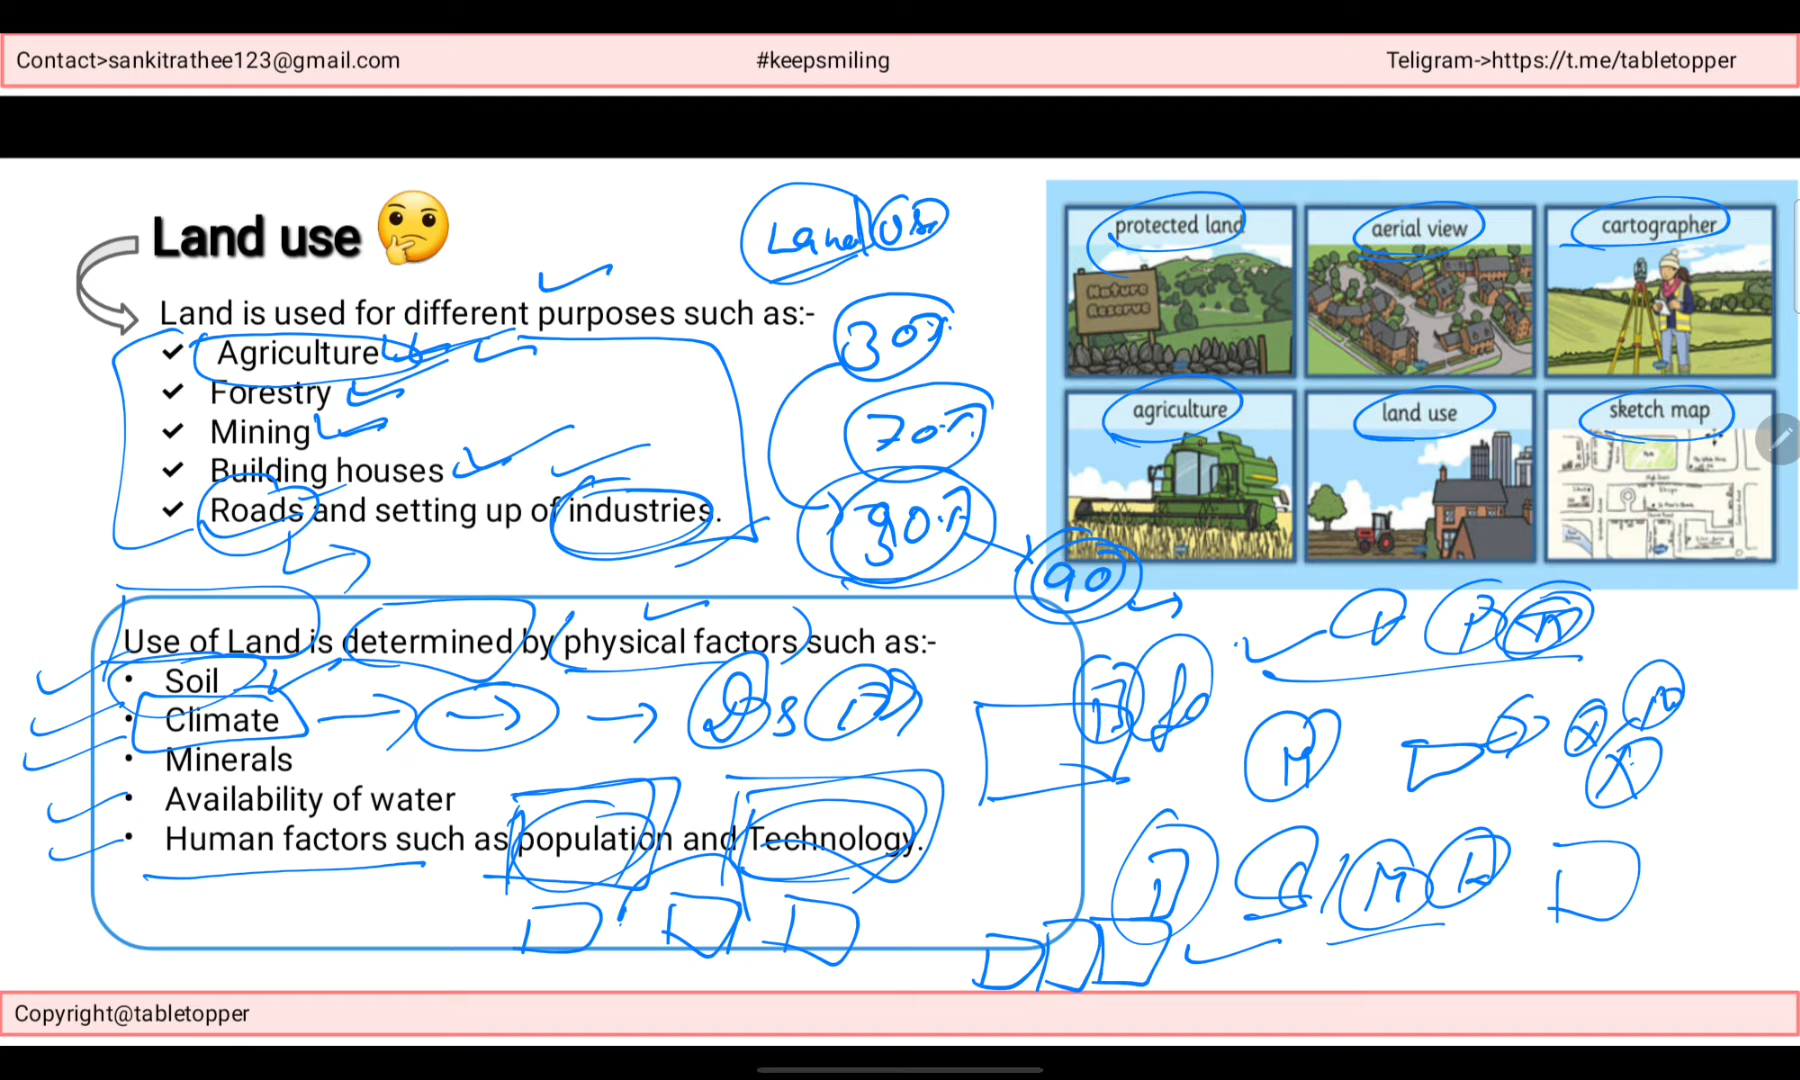 Contact>sankitrathee123@gmail.com
#keepsmiling
Teligram->https://t.me/tabletopper
Land use
Land use
Land is used for different purposes such as:-
Agriculture
Forestry
Mining
Building houses
Roads and setting up of industries.
30%
70%
90%
90
protected land
Nature
Reserve
aerial view
cartographer
agriculture
land use
sketch map
Use of Land is determined by physical factors such as:-
Soil
Climate
Minerals
Availability of water
Human factors such as population and Technology.
Copyright@tabletopper